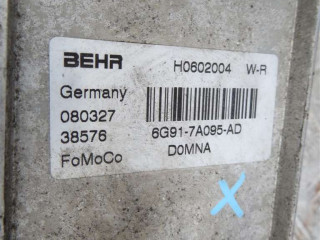 BEHR H0602004 W-R
Germany
080327
38576 6G91-7A095-AD
FoMoCo D0MNA